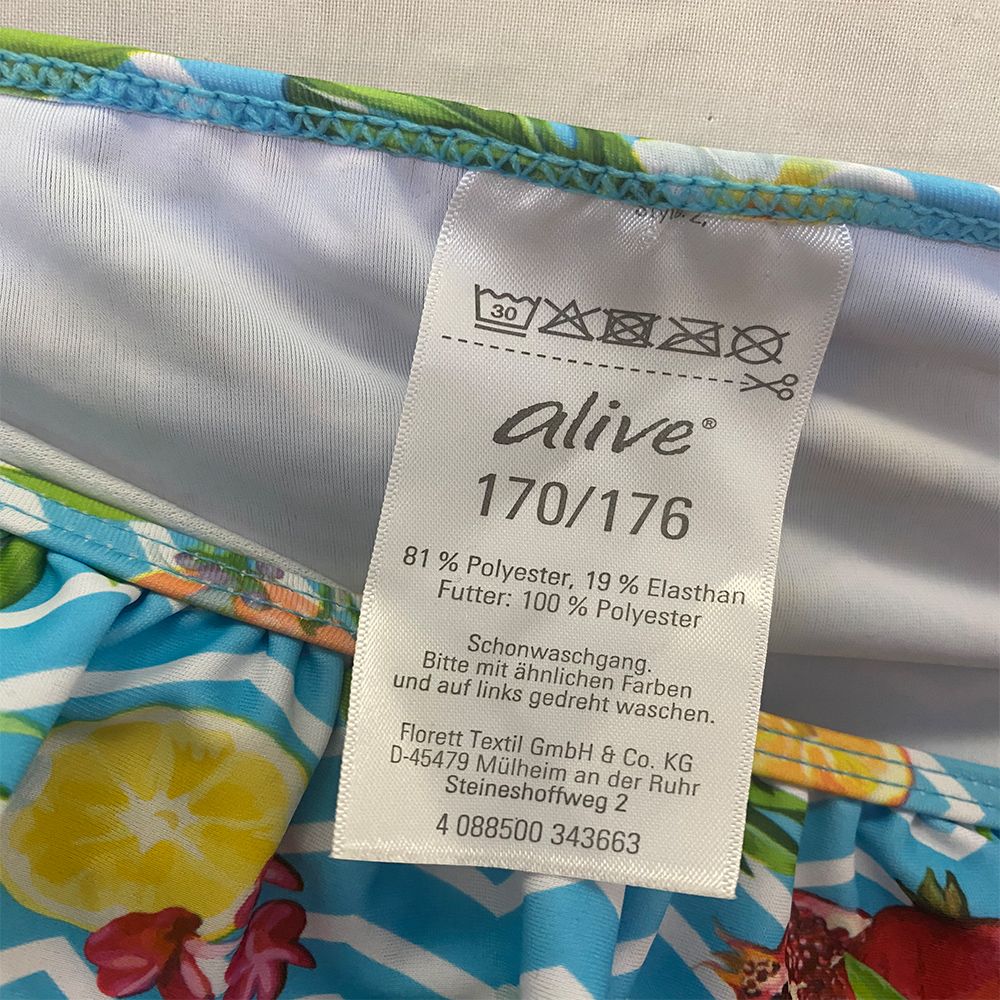 30
alive®
170/176
81 % Polyester, 19 % Elasthan
Futter: 100 % Polyester
Schonwaschgang.
Bitte mit ähnlichen Farben
und auf links gedreht waschen.
Florett Textil GmbH & Co. KG
D-45479 Mülheim an der Ruhr
Steineshoffweg 2
4 088500 343663